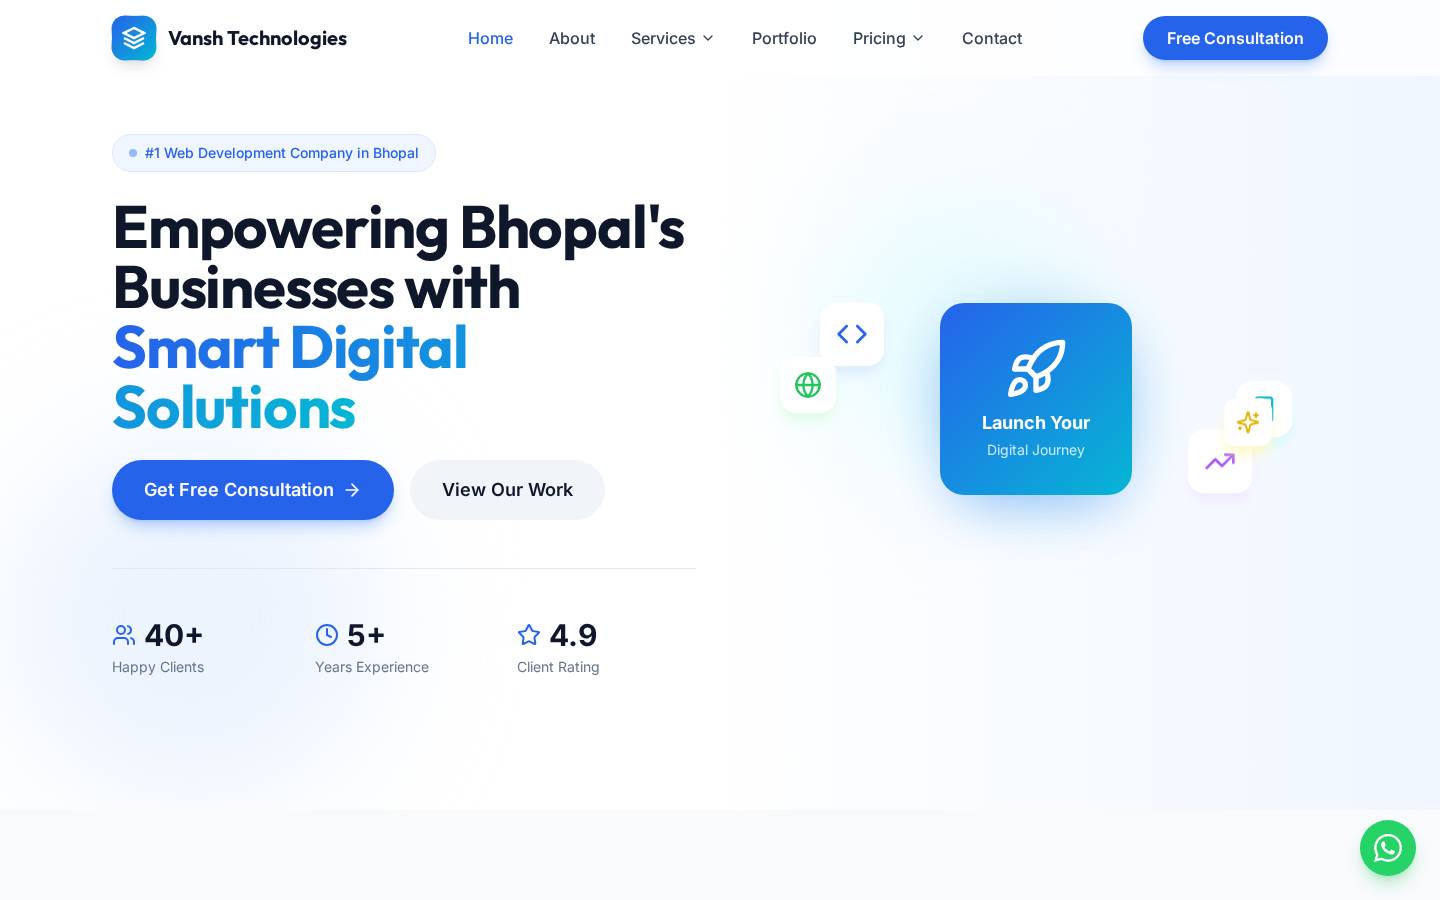 Vansh Technologies
Home
About
Services
Portfolio
Pricing
Contact
Free Consultation
#1 Web Development Company in Bhopal
Empowering Bhopal's
Businesses with
Smart Digital
Solutions
Get Free Consultation
View Our Work
40+
Happy Clients
5+
Years Experience
4.9
Client Rating
Launch Your
Digital Journey